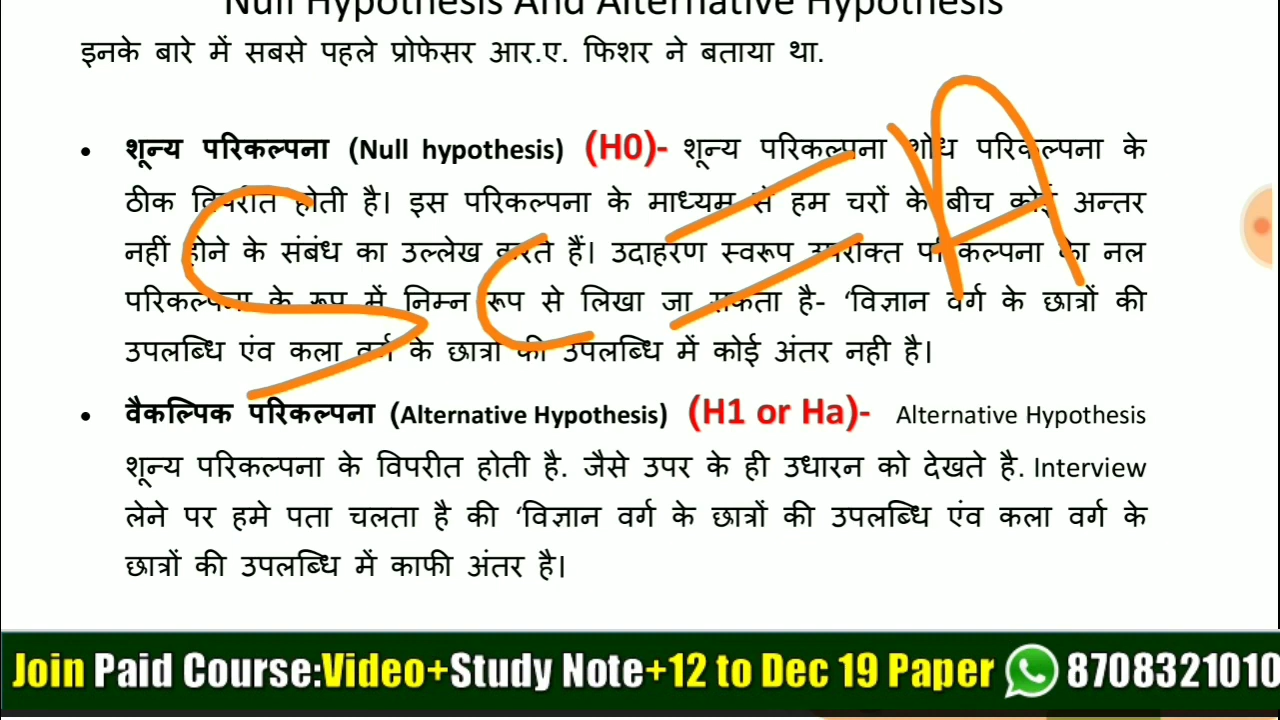 Null Hypothesis And Alternative Hypothesis
इनके बारे में सबसे पहले प्रोफेसर आर.ए. फिशर ने बताया था.
• शून्य परिकल्पना (Null hypothesis) (H0)- शून्य परिकल्पना शोध परिकल्पना के
ठीक विपरीत होती है। इस परिकल्पना के माध्यम से हम चरों के बीच कोई अन्तर
नहीं होने के संबंध का उल्लेख करते हैं। उदाहरण स्वरूप उपरोक्त परिकल्पना का नल
परिकल्पना के रूप में निम्न रूप से लिखा जा सकता है- ‘विज्ञान वर्ग के छात्रों की
उपलब्धि एंव कला वर्ग के छात्रों की उपलब्धि में कोई अंतर नही है।
SC = A
• वैकल्पिक परिकल्पना (Alternative Hypothesis) (H1 or Ha)- Alternative Hypothesis
शून्य परिकल्पना के विपरीत होती है. जैसे उपर के ही उधारन को देखते है. Interview
लेने पर हमे पता चलता है की ‘विज्ञान वर्ग के छात्रों की उपलब्धि एंव कला वर्ग के
छात्रों की उपलब्धि में काफी अंतर है।
Join Paid Course:Video+Study Note+12 to Dec 19 Paper 8708321010